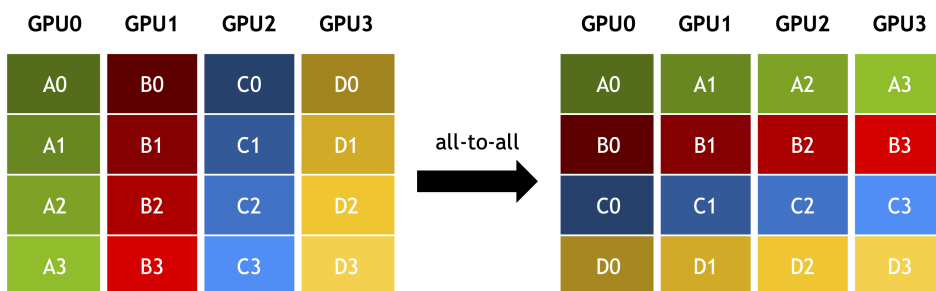 GPU0 GPU1 GPU2 GPU3 GPU0 GPU1 GPU2 GPU3
A0 B0 C0 D0 A0 A1 A2 A3
A1 B1 C1 D1 all-to-all B0 B1 B2 B3
A2 B2 C2 D2 C0 C1 C2 C3
A3 B3 C3 D3 D0 D1 D2 D3